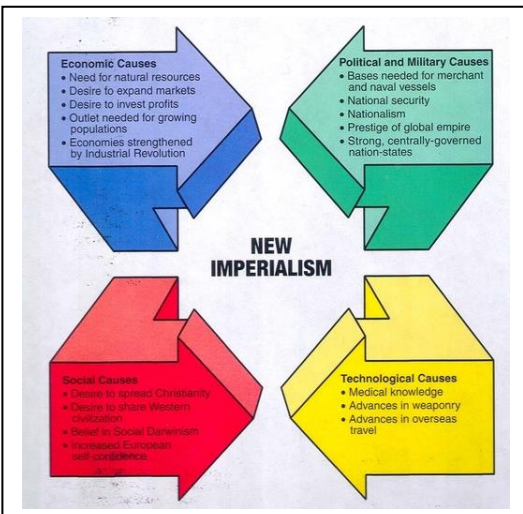 Economic Causes
• Need for natural resources
• Desire to expand markets
• Desire to invest profits
• Outlet needed for growing
populations
• Economies strengthened
by Industrial Revolution
Political and Military Causes
• Bases needed for merchant
and naval vessels
• National security
• Nationalism
• Prestige of global empire
• Strong, centrally-governed
nation-states
NEW
IMPERIALISM
Social Causes
• Desire to spread Christianity
• Desire to share Western
civilization
• Belief in Social Darwinism
• Increased European
self-confidence
Technological Causes
• Medical knowledge
• Advances in weaponry
• Advances in overseas
travel